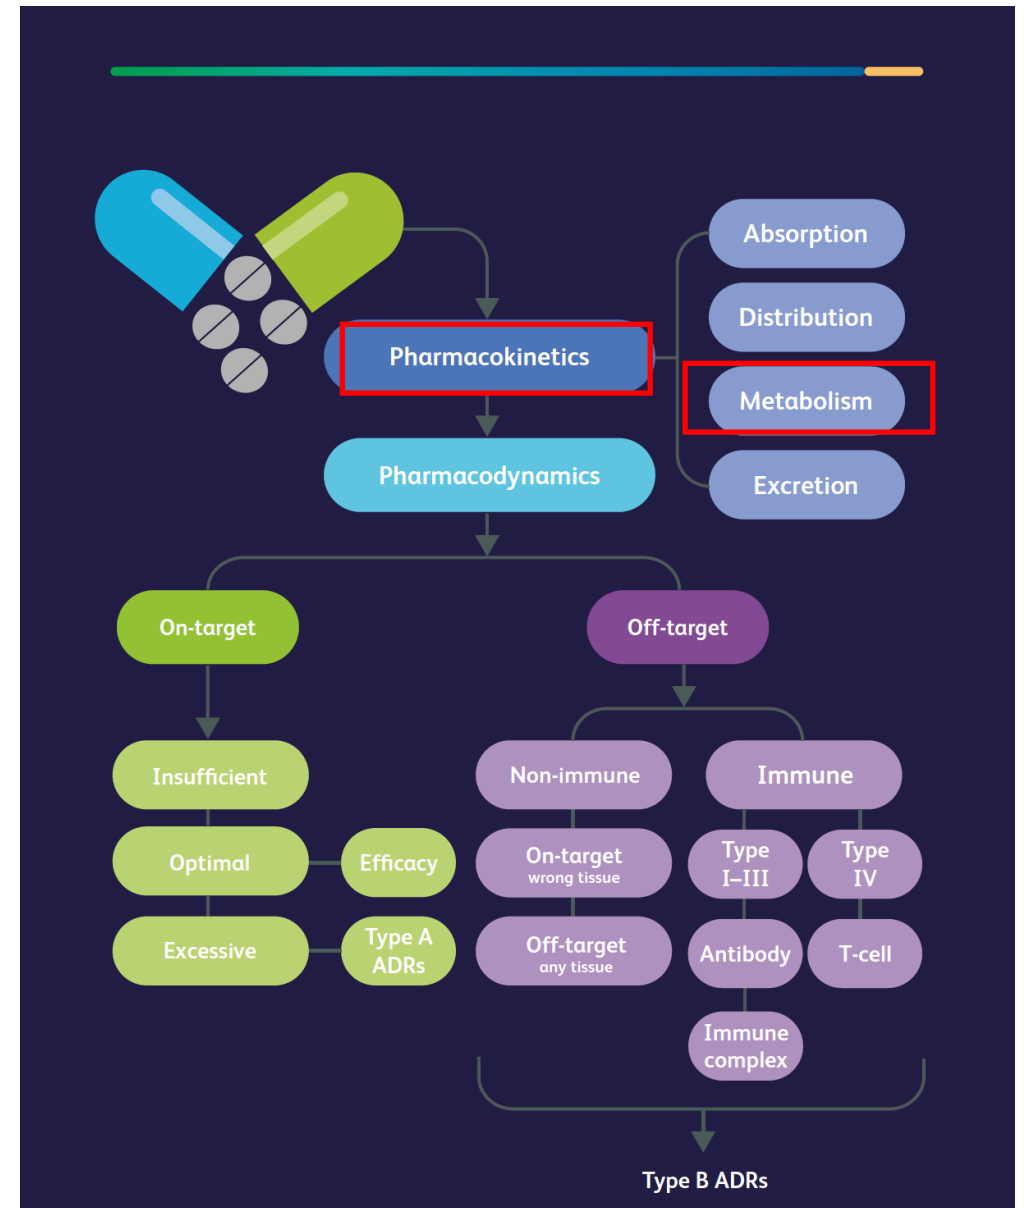 Absorption
Distribution
Pharmacokinetics
Metabolism
Pharmacodynamics
Excretion
On-target
Off-target
Insufficient
Non-immune
Immune
Optimal
Efficacy
On-target
wrong tissue
Type
I–III
Type
IV
Excessive
Type A
ADRs
Off-target
any tissue
Antibody
T-cell
Immune
complex
Type B ADRs